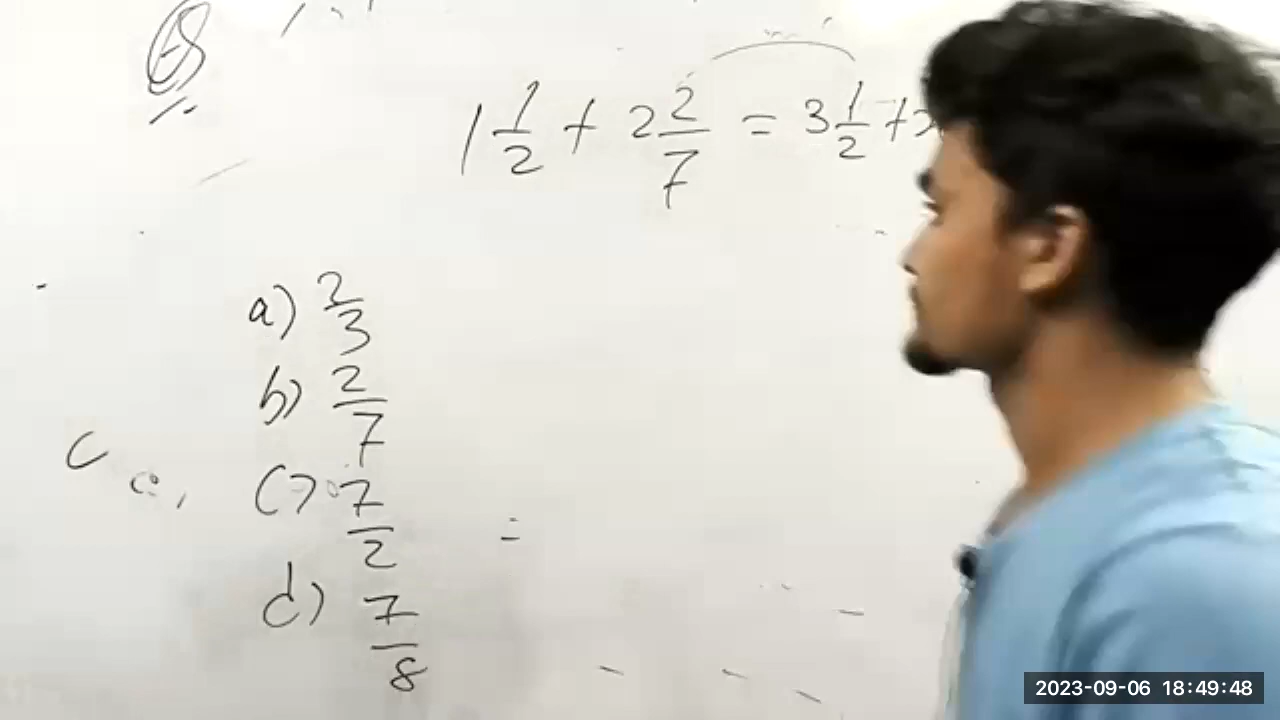 1 1/2 + 2 2/7 = 3 1/2 + x
a) 2/3
b) 2/7
c) 7/2
d) 7/8
C
2023-09-06 18:49:48